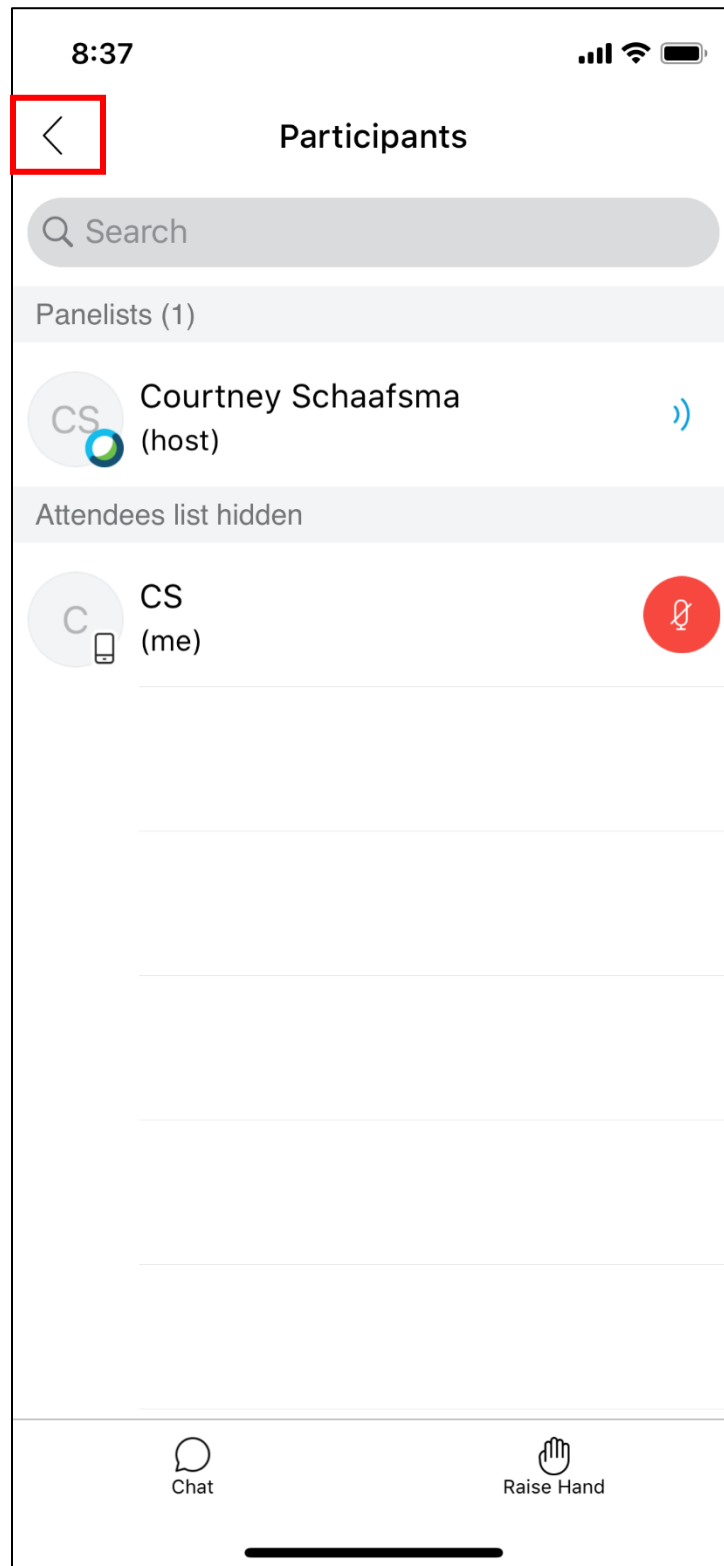 8:37
Participants
Search
Panelists (1)
CS
Courtney Schaafsma
(host)
Attendees list hidden
C
CS
(me)
Chat
Raise Hand